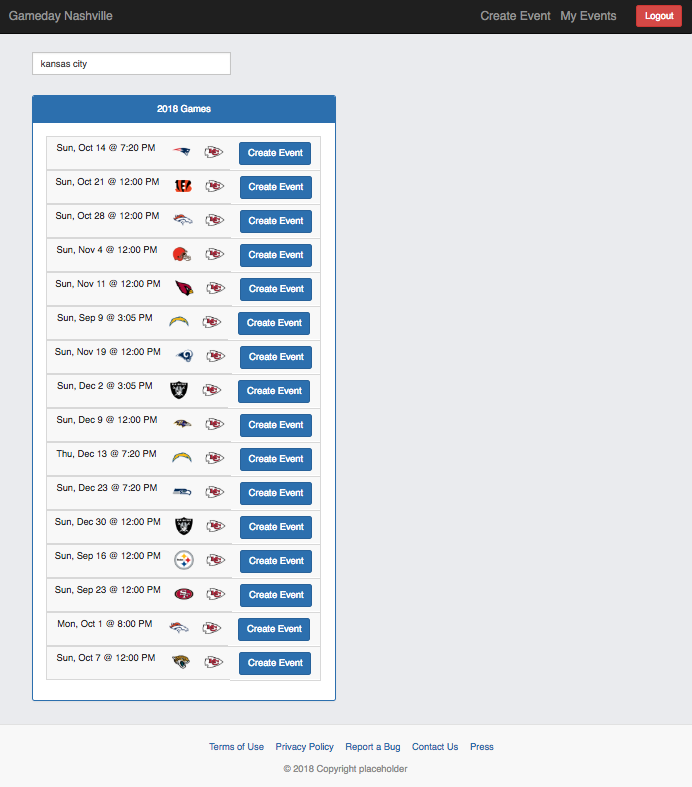 Gameday Nashville Create Event My Events Logout
kansas city
2018 Games
Sun, Oct 14 @ 7:20 PM Create Event
Sun, Oct 21 @ 12:00 PM Create Event
Sun, Oct 28 @ 12:00 PM Create Event
Sun, Nov 4 @ 12:00 PM Create Event
Sun, Nov 11 @ 12:00 PM Create Event
Sun, Sep 9 @ 3:05 PM Create Event
Sun, Nov 19 @ 12:00 PM Create Event
Sun, Dec 2 @ 3:05 PM Create Event
Sun, Dec 9 @ 12:00 PM Create Event
Thu, Dec 13 @ 7:20 PM Create Event
Sun, Dec 23 @ 7:20 PM Create Event
Sun, Dec 30 @ 12:00 PM Create Event
Sun, Sep 16 @ 12:00 PM Create Event
Sun, Sep 23 @ 12:00 PM Create Event
Mon, Oct 1 @ 8:00 PM Create Event
Sun, Oct 7 @ 12:00 PM Create Event
Terms of Use Privacy Policy Report a Bug Contact Us Press
© 2018 Copyright placeholder